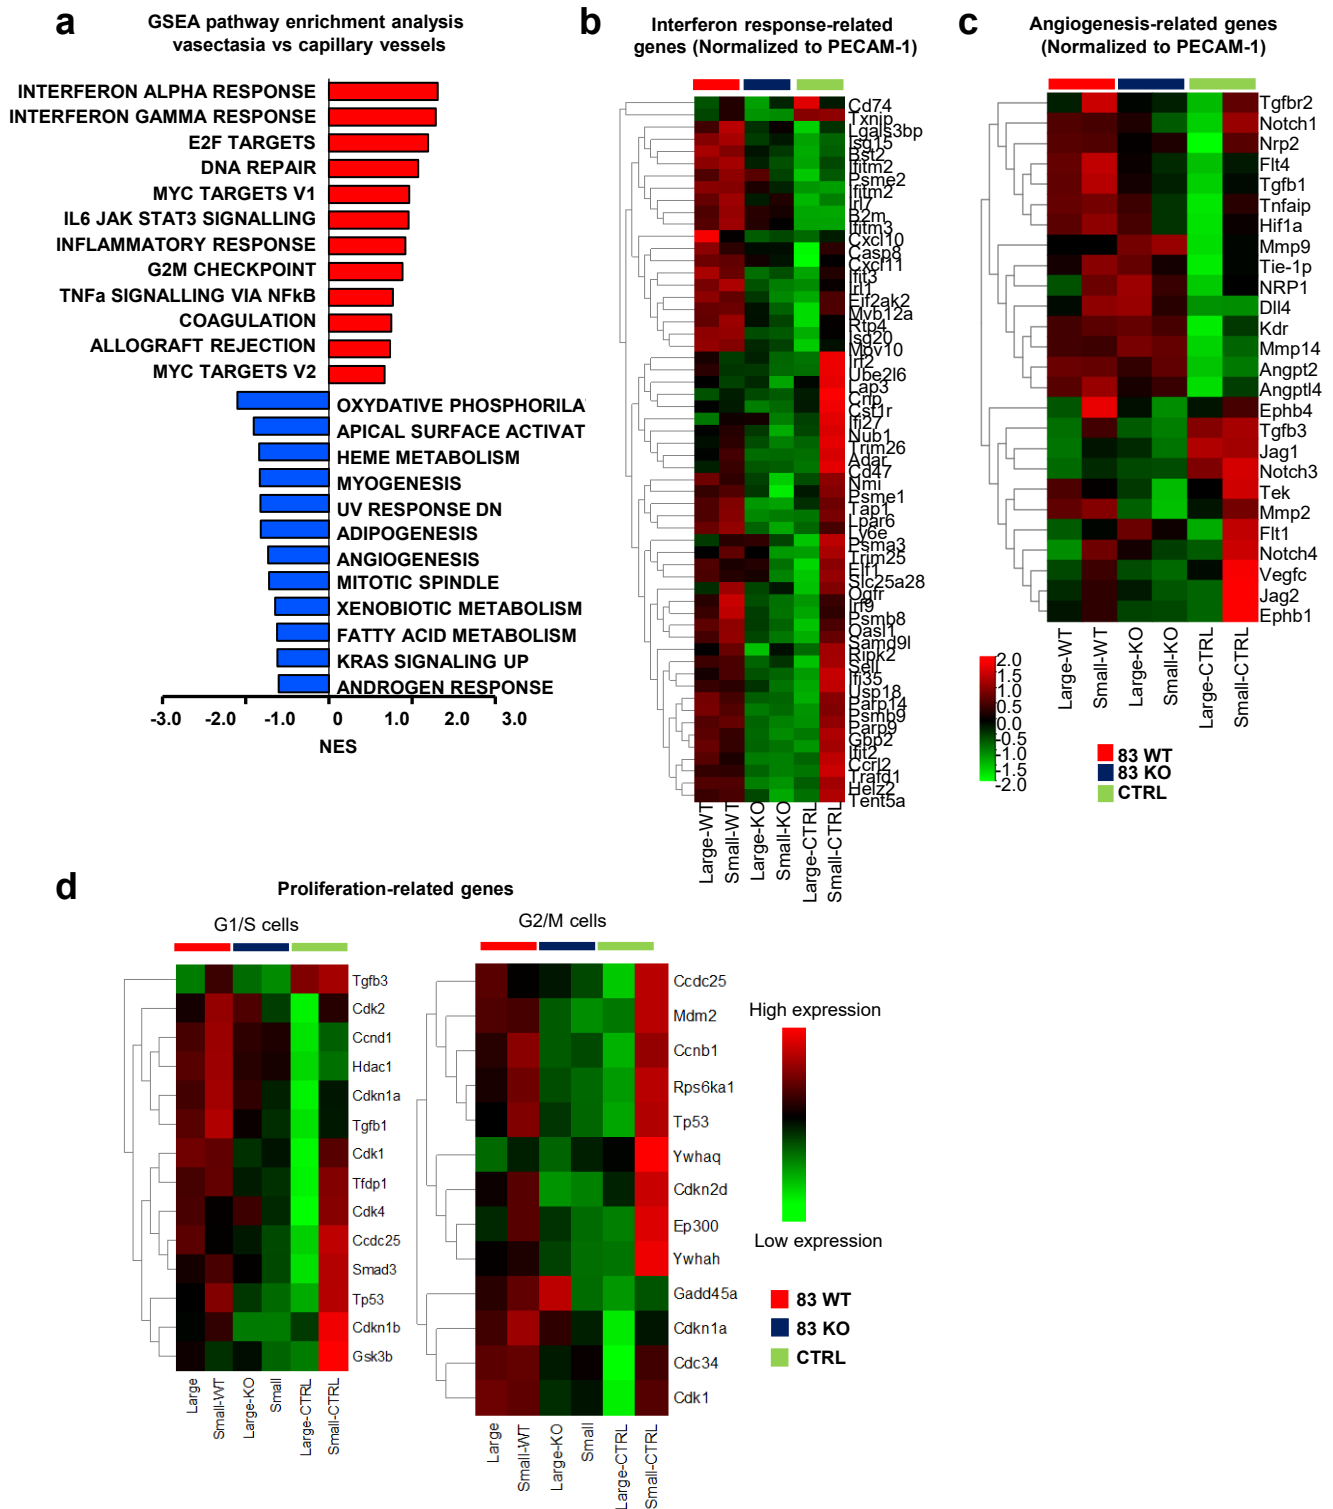 a
GSEA pathway enrichment analysis
vasectasia vs capillary vessels
INTERFERON ALPHA RESPONSE
INTERFERON GAMMA RESPONSE
E2F TARGETS
DNA REPAIR
MYC TARGETS V1
IL6 JAK STAT3 SIGNALLING
INFLAMMATORY RESPONSE
G2M CHECKPOINT
TNFa SIGNALLING VIA NFkB
COAGULATION
ALLOGRAFT REJECTION
MYC TARGETS V2
OXYDATIVE PHOSPHORILA
APICAL SURFACE ACTIVAT
HEME METABOLISM
MYOGENESIS
UV RESPONSE DN
ADIPOGENESIS
ANGIOGENESIS
MITOTIC SPINDLE
XENOBIOTIC METABOLISM
FATTY ACID METABOLISM
KRAS SIGNALING UP
ANDROGEN RESPONSE
-3.0 -2.0 -1.0 0 1.0 2.0 3.0
NES
b
Interferon response-related
genes (Normalized to PECAM-1)
Cd74
Txnip
Lgals3bp
Isg15
Bst2
Ifitm2
Psme2
Ifitm2
Irf7
B2m
Ifitm3
Cxcl10
Casp8
Cxcl11
Ifit3
Irf1
Eif2ak2
Mvb12a
Rtp4
Isg20
Mov10
Irf2
Ube2l6
Lap3
Cnp
Cst1r
Ifi27
Nub1
Trim26
Adar
Cd47
Nmi
Psme1
Tap1
Lpar6
Ly6e
Psma3
Trim25
Elf1
Slc25a28
Ogfr
Irf9
Psmb8
Oasl1
Samd9l
Ripk2
Sell
Ifi35
Usp18
Parp14
Psmb9
Parp9
Gbp2
Ifit2
Ccrl2
Trafd1
Helz2
Tent5a
Large-WT
Small-WT
Large-KO
Small-KO
Large-CTRL
Small-CTRL
c
Angiogenesis-related genes
(Normalized to PECAM-1)
Tgfbr2
Notch1
Nrp2
Flt4
Tgfb1
Tnfaip
Hif1a
Mmp9
Tie-1p
NRP1
Dll4
Kdr
Mmp14
Angpt2
Angptl4
Ephb4
Tgfb3
Jag1
Notch3
Tek
Mmp2
Flt1
Notch4
Vegfc
Jag2
Ephb1
Large-WT
Small-WT
Large-KO
Small-KO
Large-CTRL
Small-CTRL
2.0
1.5
1.0
0.5
0.0
-0.5
-1.0
-1.5
-2.0
83 WT
83 KO
CTRL
d
Proliferation-related genes
G1/S cells
Tgfb3
Cdk2
Ccnd1
Hdac1
Cdkn1a
Tgfb1
Cdk1
Tfdp1
Cdk4
Ccdc25
Smad3
Tp53
Cdkn1b
Gsk3b
Large
Small-WT
Large-KO
Small
Large-CTRL
Small-CTRL
G2/M cells
Ccdc25
Mdm2
Ccnb1
Rps6ka1
Tp53
Ywhaq
Cdkn2d
Ep300
Ywhah
Gadd45a
Cdkn1a
Cdc34
Cdk1
Large
Small-WT
Large-KO
Small
Large-CTRL
Small-CTRL
High expression
Low expression
83 WT
83 KO
CTRL